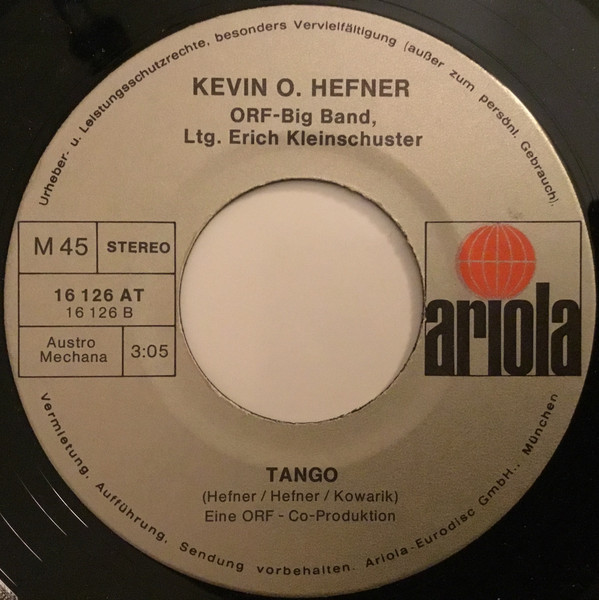 Urheber- u. Leistungsschutzrechte, besonders Vervielfältigung (außer zum persönl. Gebrauch).
KEVIN O. HEFNER
ORF-Big Band,
Ltg. Erich Kleinschuster
M 45
STEREO
16 126 AT
16 126 B
Austro
Mechana
3:05
ariola
TANGO
(Hefner / Hefner / Kowarik)
Eine ORF - Co-Produktion
Vermietung, Aufführung, Sendung vorbehalten. Ariola-Eurodisc GmbH., München